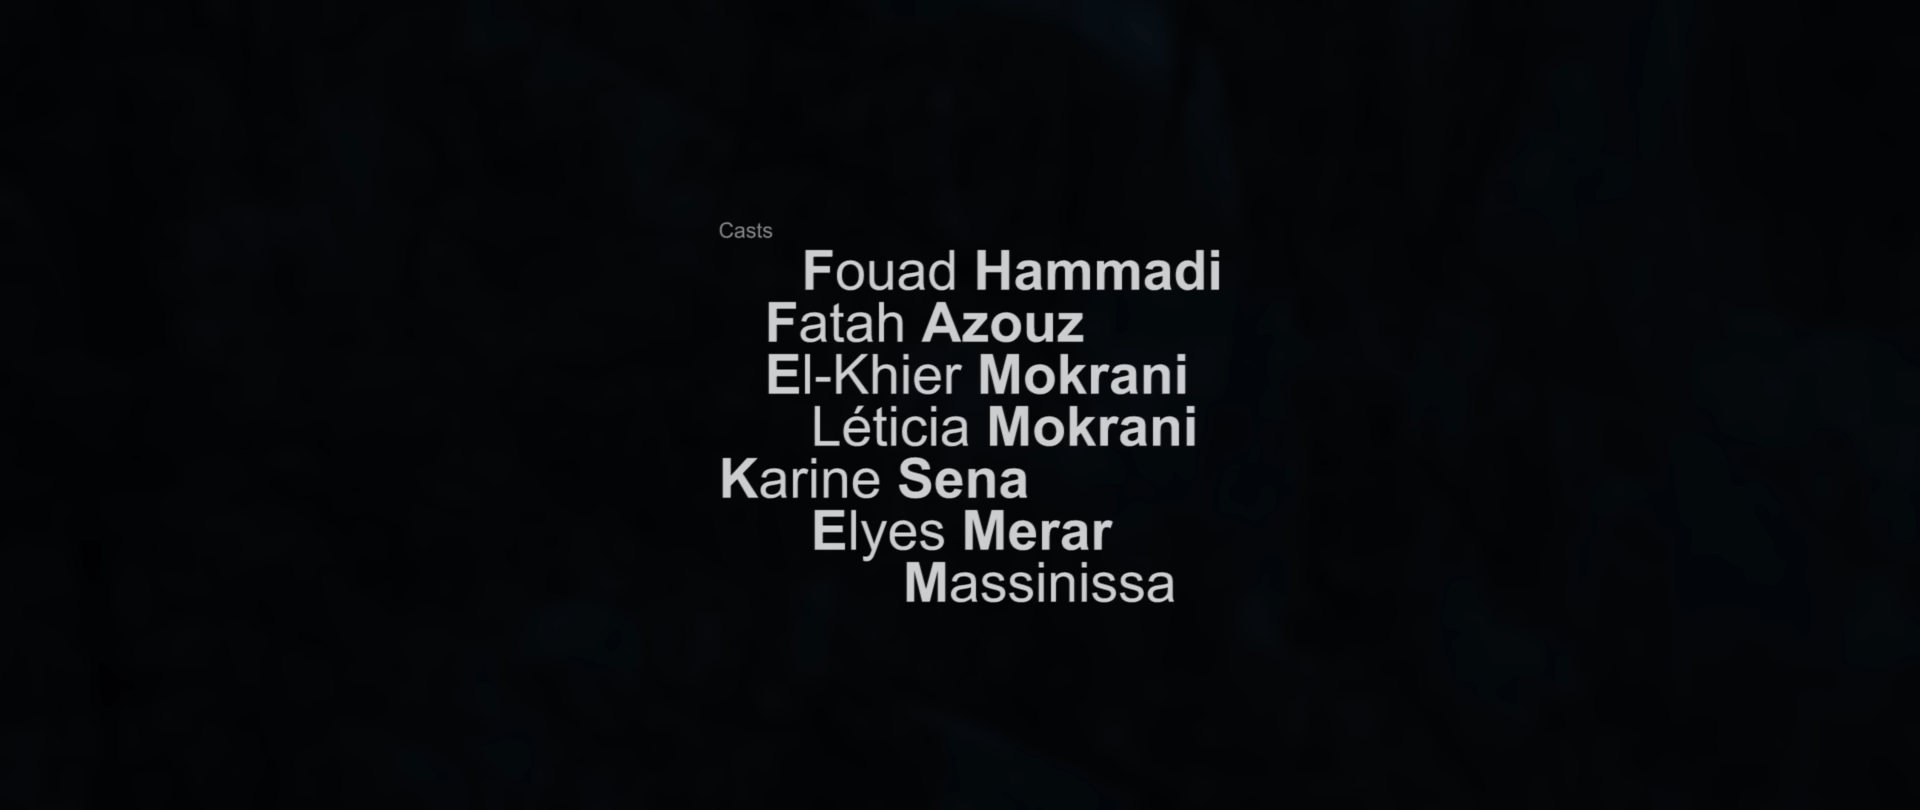 Casts
Fouad Hammadi
Fatah Azouz
El-Khier Mokrani
Léticia Mokrani
Karine Sena
Elyes Merar
Massinissa